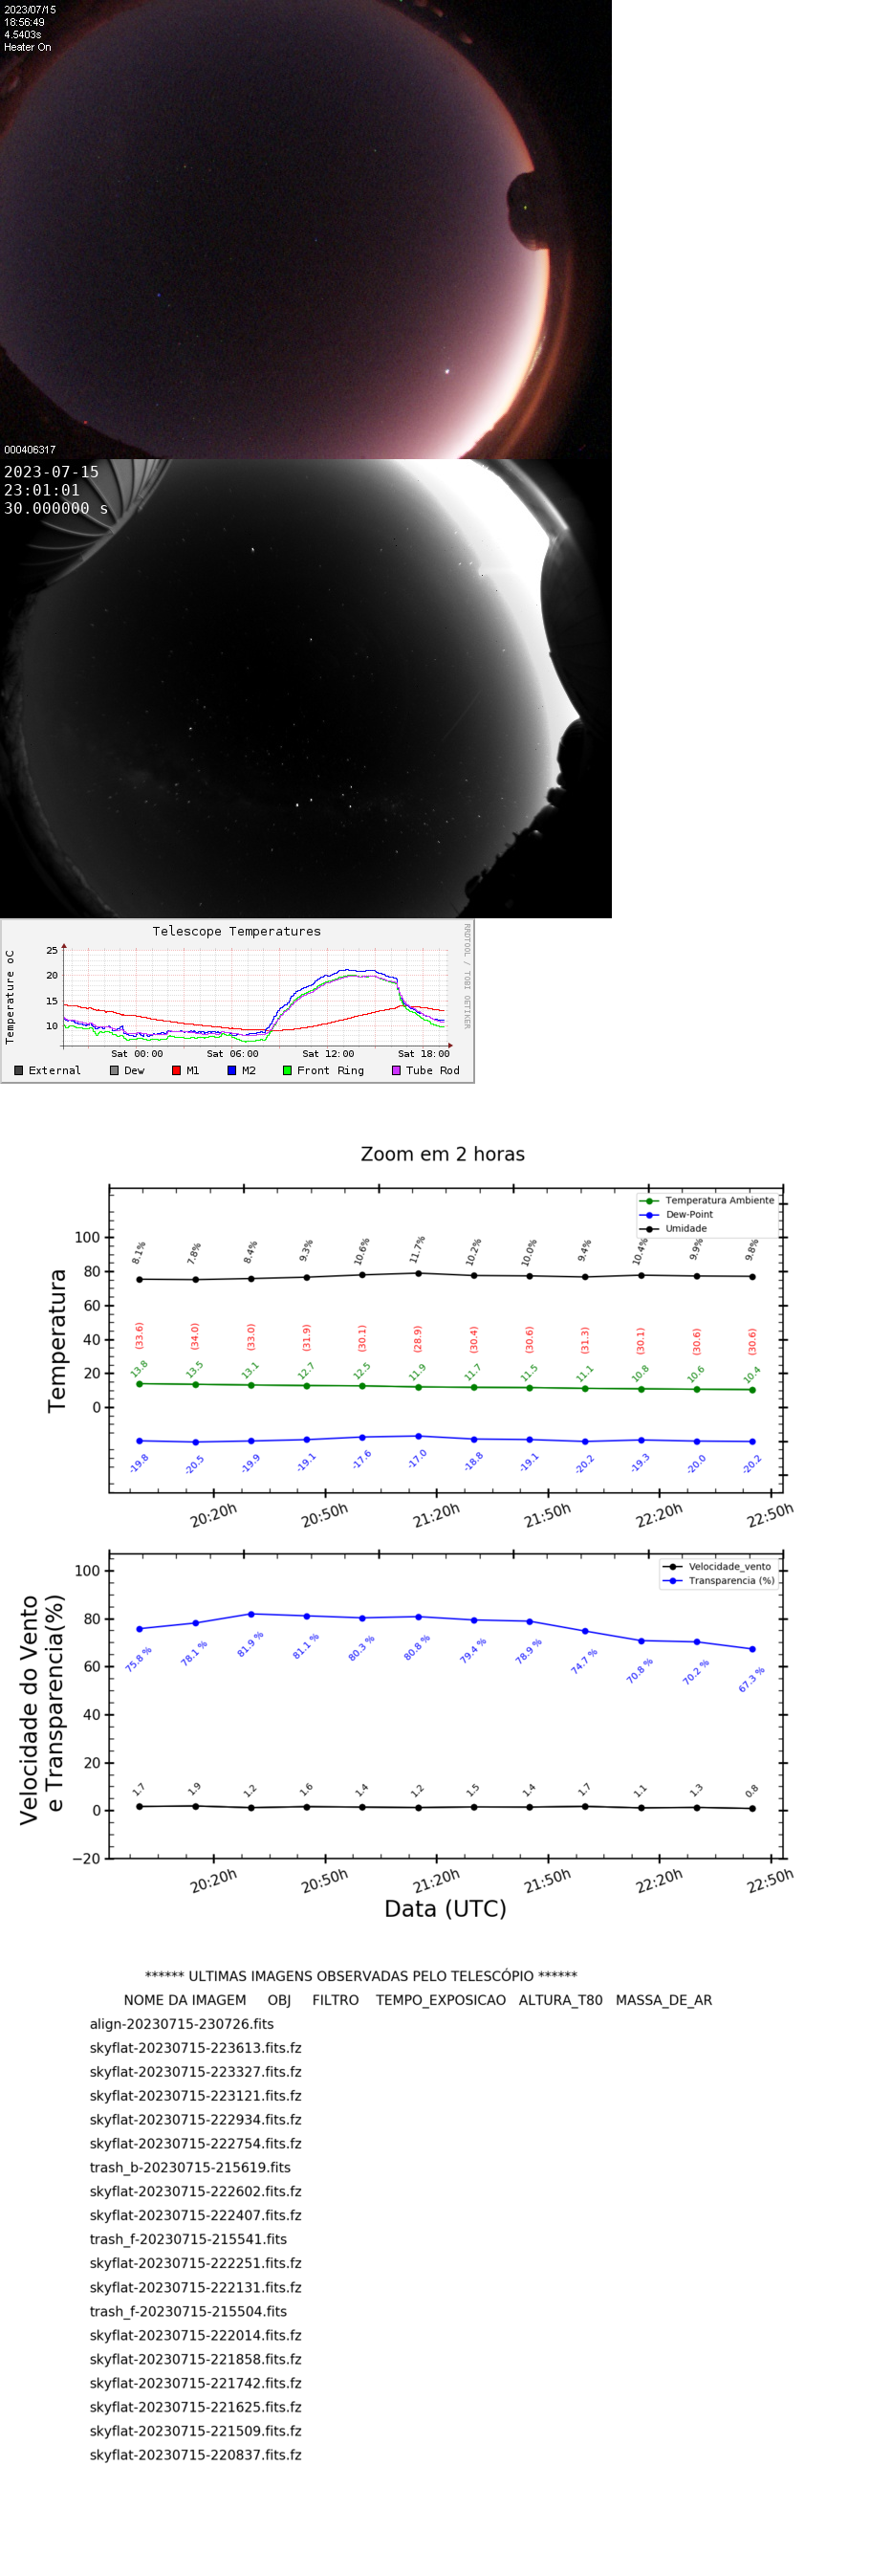 2023/07/15
18:56:49
4.5403s
Heater On
000406317
2023-07-15
23:01:01
30.000000 s
Telescope Temperatures
RRDTOOL / TOBI OETIKER
Temperature oC
25
20
15
10
Sat 00:00 Sat 06:00 Sat 12:00 Sat 18:00
External Dew M1 M2 Front Ring Tube Rod
Zoom em 2 horas
Temperatura Ambiente
Dew-Point
Umidade
Temperatura
100
80
60
40
20
0
8.1% 7.8% 8.4% 9.3% 10.6% 11.7% 10.2% 10.0% 9.4% 10.4% 9.9% 9.8%
(33.6) (34.0) (33.0) (31.9) (30.1) (28.9) (30.4) (30.6) (31.3) (30.1) (30.6) (30.6)
13.8 13.5 13.1 12.7 12.5 11.9 11.7 11.5 11.1 10.8 10.6 10.4
-19.8 -20.5 -19.9 -19.1 -17.6 -17.0 -18.8 -19.1 -20.2 -19.3 -20.0 -20.2
20:20h 20:50h 21:20h 21:50h 22:20h 22:50h
Velocidade_vento
Transparencia (%)
Velocidade do Vento
e Transparencia(%)
100
80
60
40
20
0
−20
75.8 % 78.1 % 81.9 % 81.1 % 80.3 % 80.8 % 79.4 % 78.9 % 74.7 % 70.8 % 70.2 % 67.3 %
1.7 1.9 1.2 1.6 1.4 1.2 1.5 1.4 1.7 1.1 1.3 0.8
20:20h 20:50h 21:20h 21:50h 22:20h 22:50h
Data (UTC)
****** ULTIMAS IMAGENS OBSERVADAS PELO TELESCÓPIO ******
NOME DA IMAGEM OBJ FILTRO TEMPO_EXPOSICAO ALTURA_T80 MASSA_DE_AR
align-20230715-230726.fits
skyflat-20230715-223613.fits.fz
skyflat-20230715-223327.fits.fz
skyflat-20230715-223121.fits.fz
skyflat-20230715-222934.fits.fz
skyflat-20230715-222754.fits.fz
trash_b-20230715-215619.fits
skyflat-20230715-222602.fits.fz
skyflat-20230715-222407.fits.fz
trash_f-20230715-215541.fits
skyflat-20230715-222251.fits.fz
skyflat-20230715-222131.fits.fz
trash_f-20230715-215504.fits
skyflat-20230715-222014.fits.fz
skyflat-20230715-221858.fits.fz
skyflat-20230715-221742.fits.fz
skyflat-20230715-221625.fits.fz
skyflat-20230715-221509.fits.fz
skyflat-20230715-220837.fits.fz